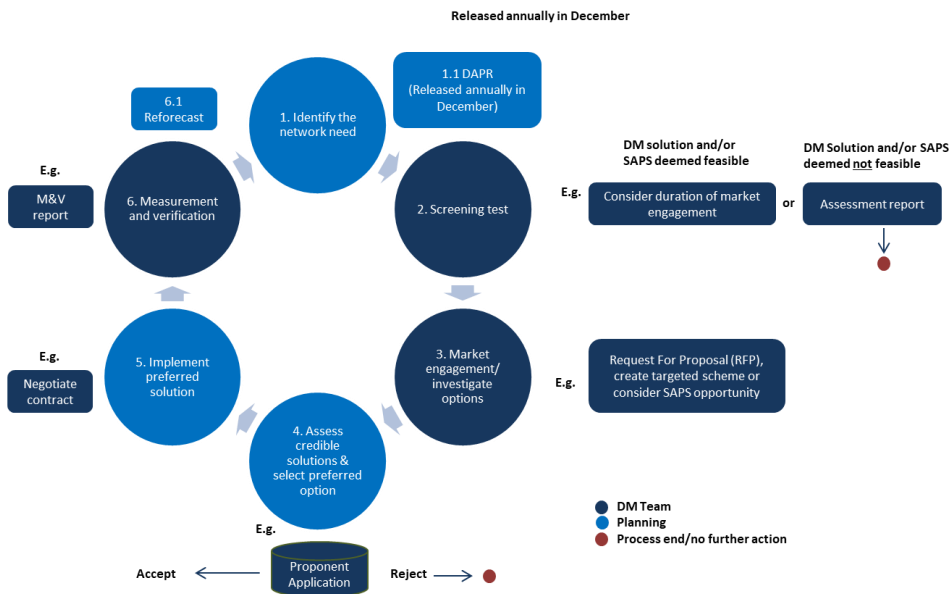 Released annually in December
1.1 DAPR
(Released annually in
December)
6.1
Reforecast
1. Identify the
network need
DM solution and/or
SAPS deemed feasible
DM Solution and/or SAPS
deemed not feasible
E.g.
M&V
report
6. Measurement
and verification
2. Screening test
E.g.
Consider duration of market
engagement
or
Assessment report
E.g.
Negotiate
contract
5. Implement
preferred
solution
3. Market
engagement/
investigate
options
E.g.
Request For Proposal (RFP),
create targeted scheme or
consider SAPS opportunity
4. Assess
credible
solutions &
select preferred
option
E.g.
Proponent
Application
Accept
Reject
DM Team
Planning
Process end/no further action